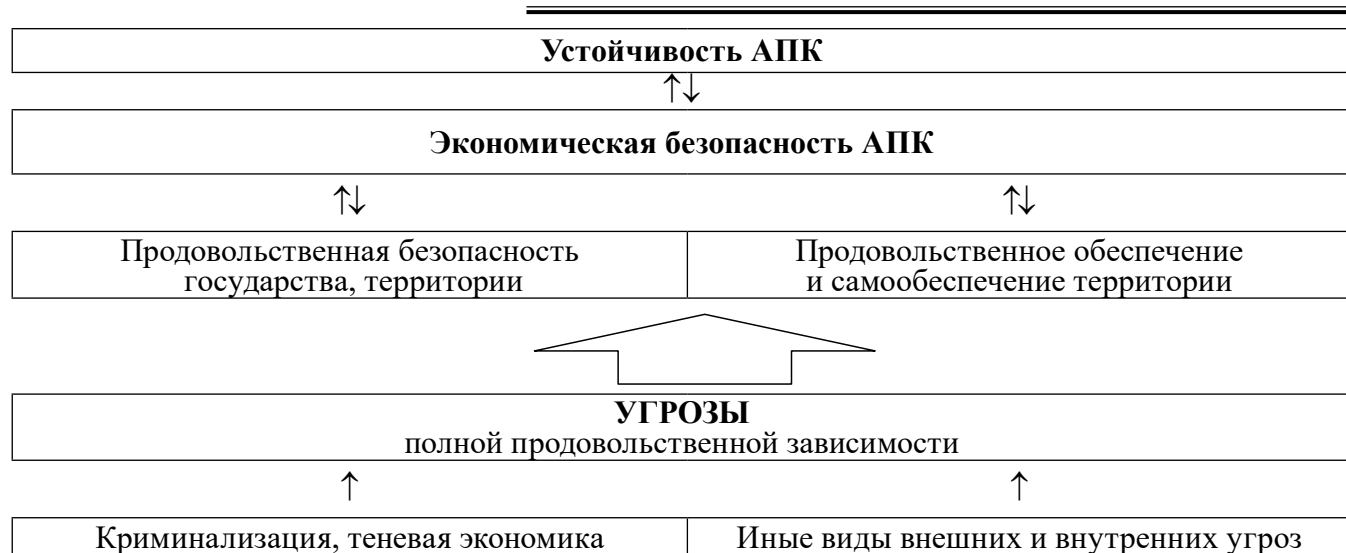 Устойчивость АПК
↑↓
Экономическая безопасность АПК
↑↓ ↑↓
Продовольственная безопасность
государства, территории
Продовольственное обеспечение
и самообеспечение территории
УГРОЗЫ
полной продовольственной зависимости
↑ ↑
Криминализация, теневая экономика
Иные виды внешних и внутренних угроз